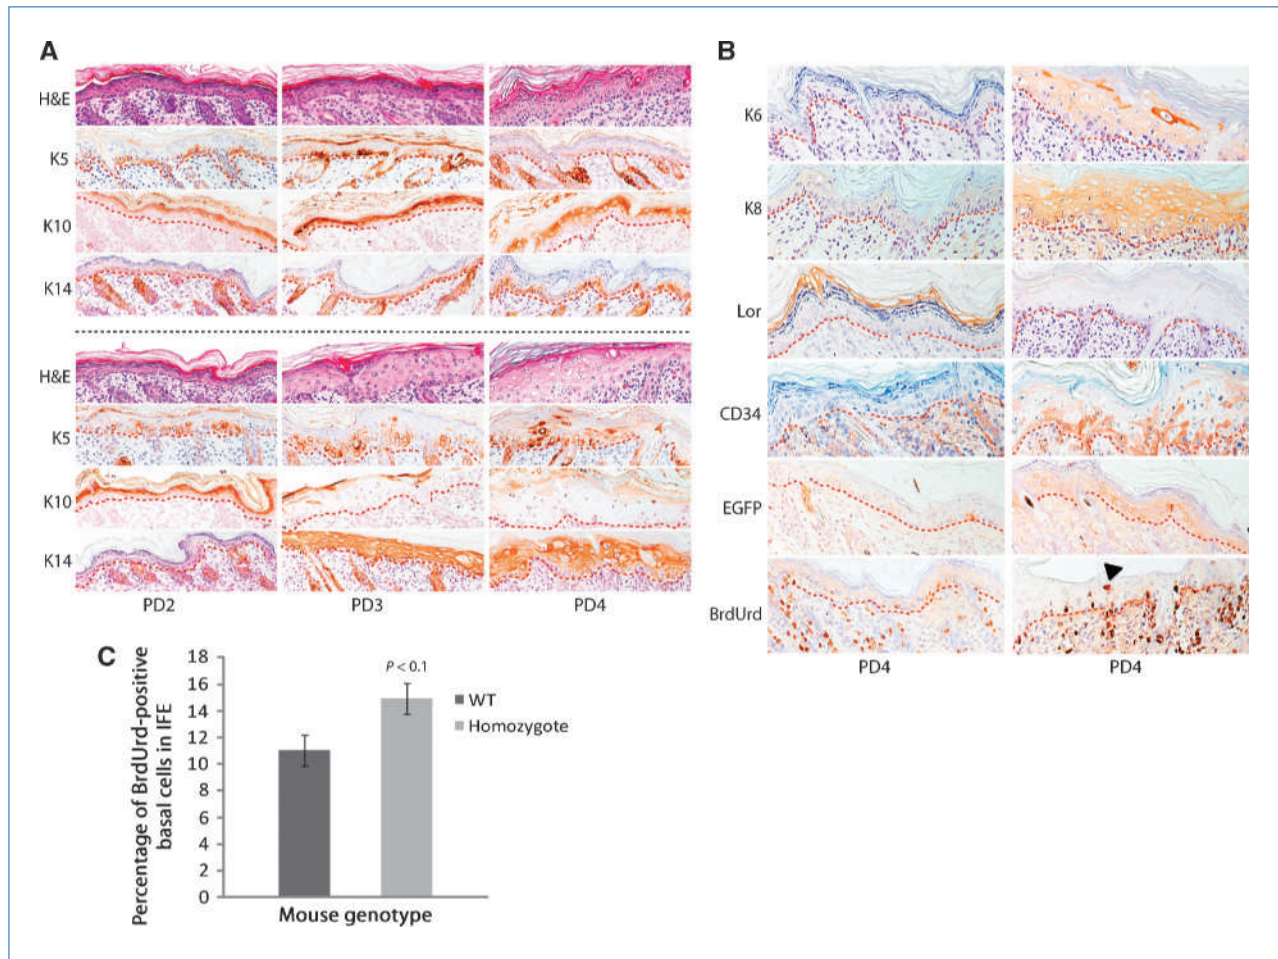 A
H&E
K5
K10
K14
H&E
K5
K10
K14
PD2 PD3 PD4
B
K6
K8
Lor
CD34
EGFP
BrdUrd
PD4 PD4
C
Percentage of BrdUrd-positive
basal cells in IFE
18
16
14
12
10
8
6
4
2
0
P < 0.1
WT
Homozygote
Mouse genotype